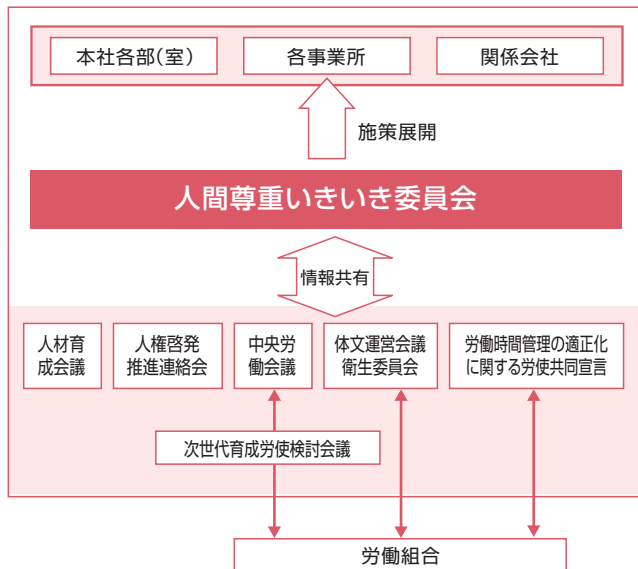 本社各部(室)
各事業所
関係会社
施策展開
人間尊重いきいき委員会
情報共有
人材育
成会議
人権啓発
推進連絡会
中央労
働会議
体文運営会議
衛生委員会
労働時間管理の適正化
に関する労使共同宣言
次世代育成労使検討会議
労働組合